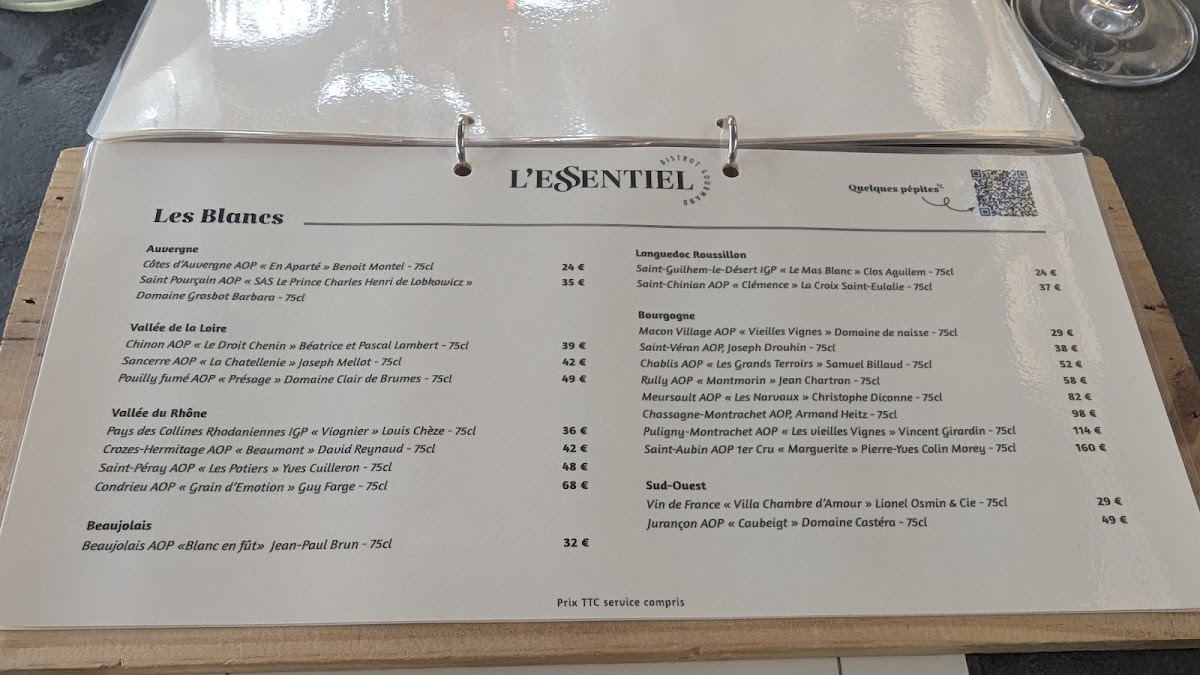 L'ESSENTIEL
BISTROT GOURMAND
Quelques pépites
Les Blancs
Auvergne
Côtes d'Auvergne AOP « En Aparté » Benoit Montel - 75cl 24 €
Saint Pourçain AOP « SAS Le Prince Charles Henri de Lobkowicz » 35 €
Domaine Grosbot Barbara - 75cl
Vallée de la Loire
Chinon AOP « Le Droit Chenin » Béatrice et Pascal Lambert - 75cl 39 €
Sancerre AOP « La Chatellenie » Joseph Mellot - 75cl 42 €
Pouilly fumé AOP « Présage » Domaine Clair de Brumes - 75cl 49 €
Vallée du Rhône
Pays des Collines Rhodaniennes IGP « Viognier » Louis Chèze - 75cl 36 €
Crozes-Hermitage AOP « Beaumont » David Reynaud - 75cl 42 €
Saint-Péray AOP « Les Potiers » Yves Cuilleron - 75cl 48 €
Condrieu AOP « Grain d'Emotion » Guy Farge - 75cl 68 €
Beaujolais
Beaujolais AOP «Blanc en fût» Jean-Paul Brun - 75cl 32 €
Languedoc Roussillon
Saint-Guilhem-le-Désert IGP « Le Mas Blanc » Clos Aguilem - 75cl 24 €
Saint-Chinian AOP « Clémence » La Croix Saint-Eulalie - 75cl 37 €
Bourgogne
Macon Village AOP « Vieilles Vignes » Domaine de naisse - 75cl 29 €
Saint-Véran AOP, Joseph Drouhin - 75cl 38 €
Chablis AOP « Les Grands Terroirs » Samuel Billaud - 75cl 52 €
Rully AOP « Montmorin » Jean Chartron - 75cl 58 €
Meursault AOP « Les Narvaux » Christophe Diconne - 75cl 82 €
Chassagne-Montrachet AOP, Armand Heitz - 75cl 98 €
Puligny-Montrachet AOP « Les vieilles Vignes » Vincent Girardin - 75cl 114 €
Saint-Aubin AOP 1er Cru « Marguerite » Pierre-Yves Colin Morey - 75cl 160 €
Sud-Ouest
Vin de France « Villa Chambre d'Amour » Lionel Osmin & Cie - 75cl 29 €
Jurançon AOP « Caubeigt » Domaine Castéra - 75cl 49 €
Prix TTC service compris